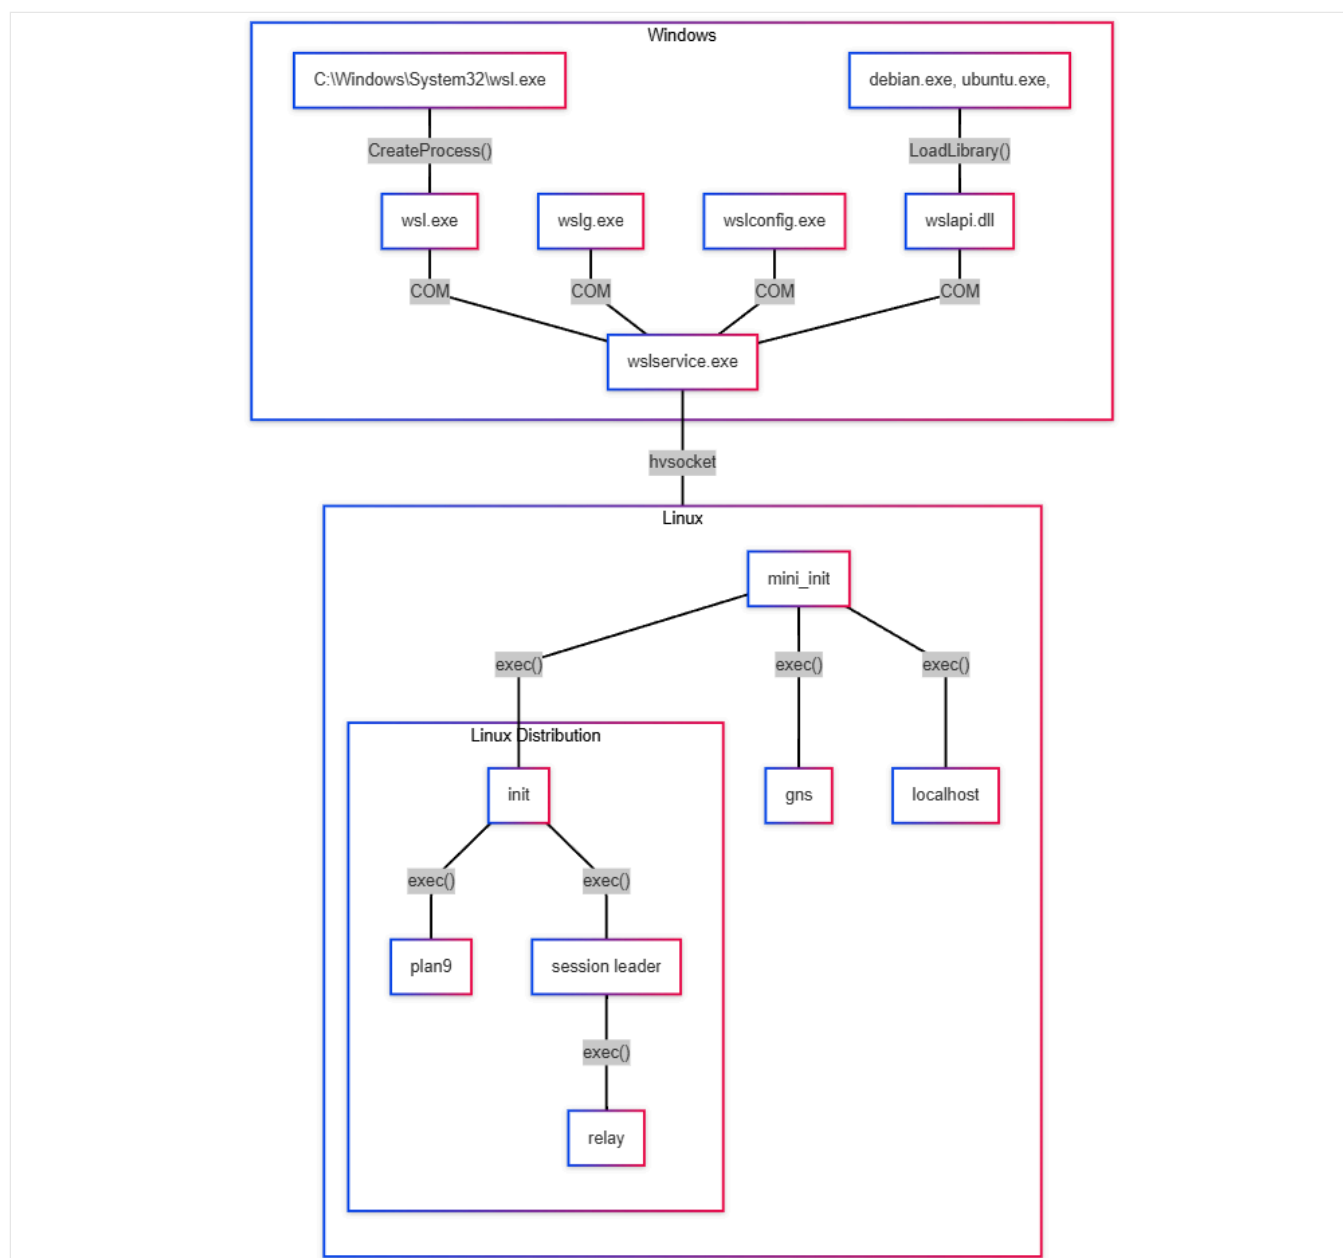 Windows
C:\Windows\System32\wsl.exe
debian.exe, ubuntu.exe,
CreateProcess()
LoadLibrary()
wsl.exe
wslg.exe
wslconfig.exe
wslapi.dll
COM
COM
COM
COM
wslservice.exe
hvsocket
Linux
mini_init
exec()
exec()
exec()
Linux Distribution
init
gns
localhost
exec()
exec()
plan9
session leader
exec()
relay